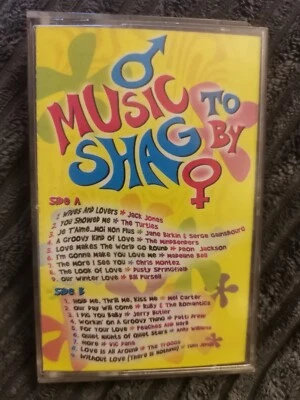 MUSIC TO
SHAG BY
SIDE A
1. WIVES AND LOVERS JACK JONES
2. YOU SHOWED ME THE TURTLES
3. JE T'AIME...MOI NON PLUS JANE BIRKIN & SERGE GAINSBOURG
4. A GROOVY KIND OF LOVE THE MINDBENDERS
5. LOVE MAKES THE WORLD GO ROUND DEON JACKSON
6. I'M GONNA MAKE YOU LOVE ME MADELINE BELL
7. THE MORE I SEE YOU CHRIS MONTEZ
8. THE LOOK OF LOVE DUSTY SPRINGFIELD
9. OUR WINTER LOVE BILL PURSELL
SIDE B
1. HOLD ME, THRILL ME, KISS ME MEL CARTER
2. OUR DAY WILL COME RUBY & THE ROMANTICS
3. I DIG YOU BABY JERRY BUTLER
4. WORKIN' ON A GROOVY THING PATTI DREW
5. FOR YOUR LOVE PEACHES AND HERB
6. QUIET NIGHTS OF QUIET STARS ANDY WILLIAMS
7. MORE VIC DANA
8. LOVE IS ALL AROUND THE TROGGS
9. WITHOUT LOVE (THERE IS NOTHING)